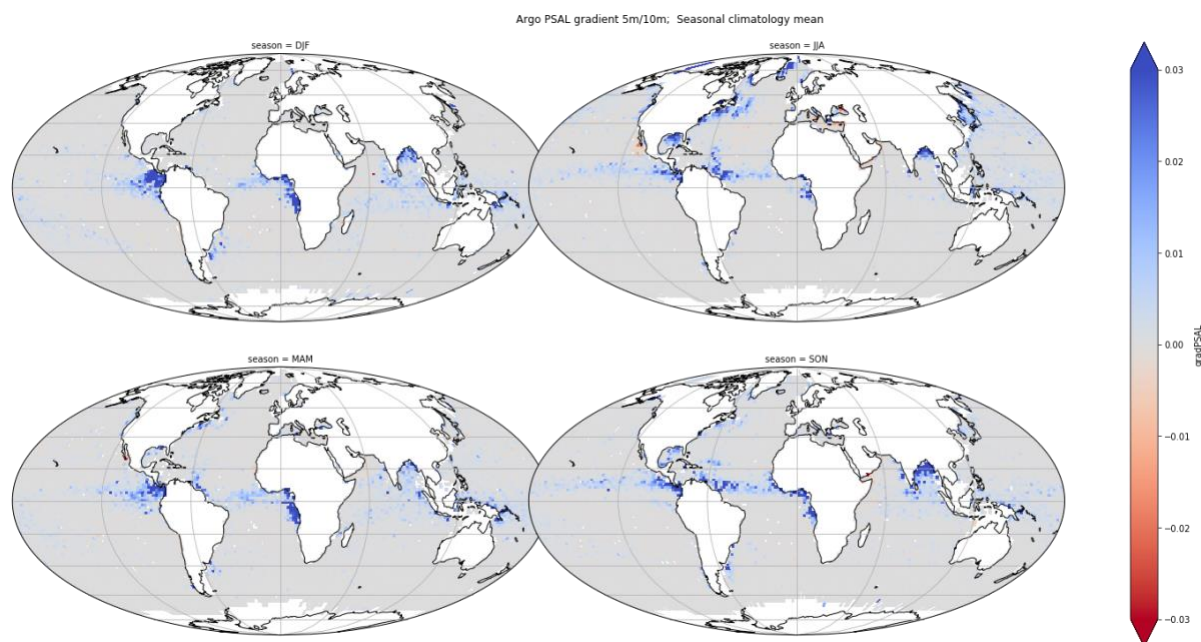 Argo PSAL gradient 5m/10m; Seasonal climatology mean
season = DJF
season = JJA
season = MAM
season = SON
0.03
0.02
0.01
0.00
−0.01
−0.02
−0.03
gradPSAL